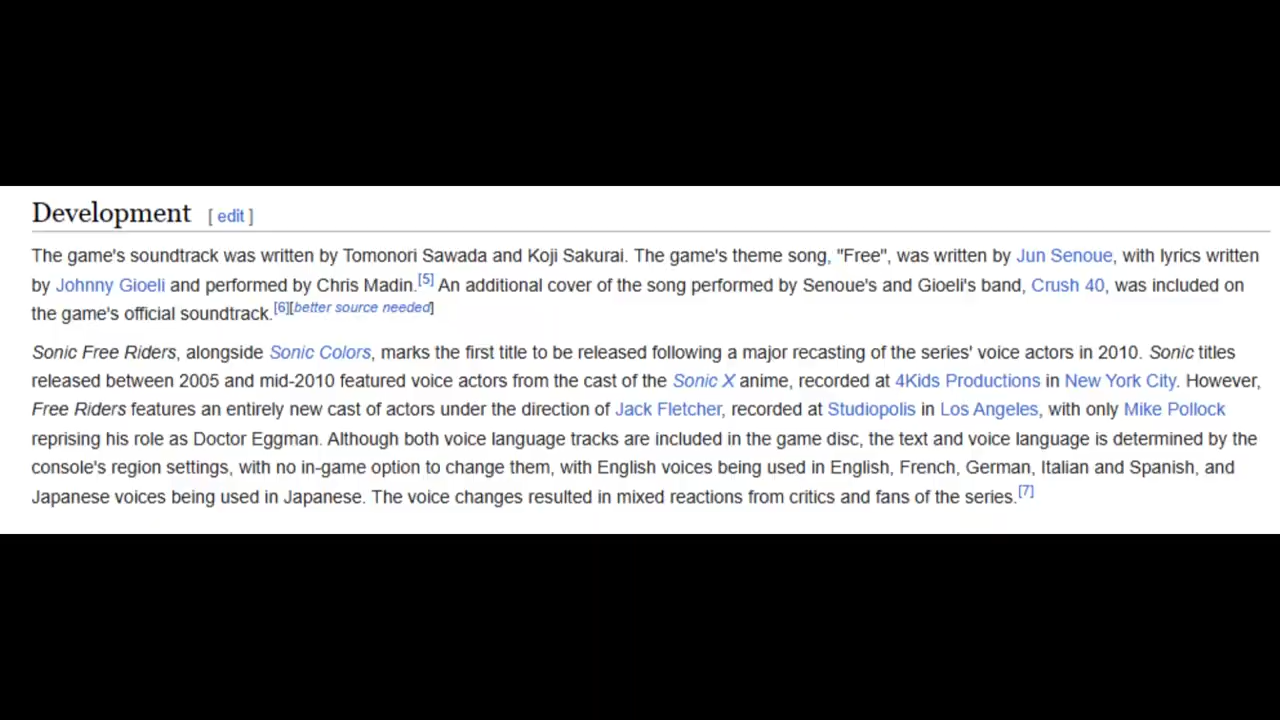 Development [ edit ]
The game's soundtrack was written by Tomonori Sawada and Koji Sakurai. The game's theme song, "Free", was written by Jun Senoue, with lyrics written
by Johnny Gioeli and performed by Chris Madin.[5] An additional cover of the song performed by Senoue's and Gioeli's band, Crush 40, was included on
the game's official soundtrack.[6][better source needed]
Sonic Free Riders, alongside Sonic Colors, marks the first title to be released following a major recasting of the series' voice actors in 2010. Sonic titles
released between 2005 and mid-2010 featured voice actors from the cast of the Sonic X anime, recorded at 4Kids Productions in New York City. However,
Free Riders features an entirely new cast of actors under the direction of Jack Fletcher, recorded at Studiopolis in Los Angeles, with only Mike Pollock
reprising his role as Doctor Eggman. Although both voice language tracks are included in the game disc, the text and voice language is determined by the
console's region settings, with no in-game option to change them, with English voices being used in English, French, German, Italian and Spanish, and
Japanese voices being used in Japanese. The voice changes resulted in mixed reactions from critics and fans of the series.[7]